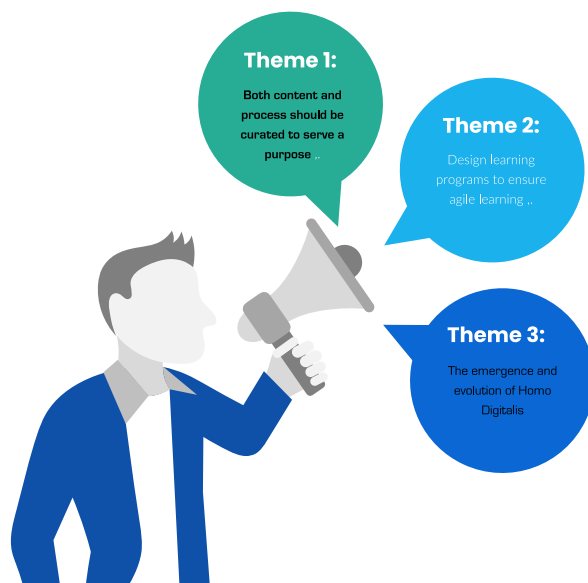 Theme 1:
Both content and
process should be
curated to serve a
purpose ,.
Theme 2:
Design learning
programs to ensure
agile learning ,.
Theme 3:
The emergence and
evolution of Homo
Digitalis